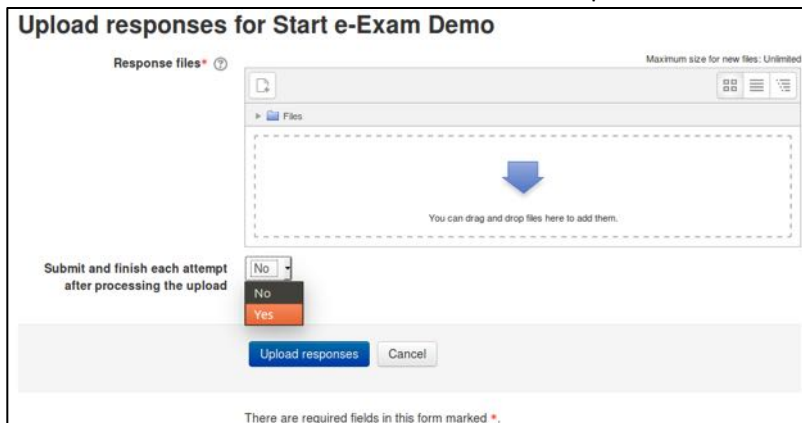 Upload responses for Start e-Exam Demo
Response files*
Maximum size for new files: Unlimited
Files
You can drag and drop files here to add them.
Submit and finish each attempt
after processing the upload
No
No
Yes
Upload responses Cancel
There are required fields in this form marked *.